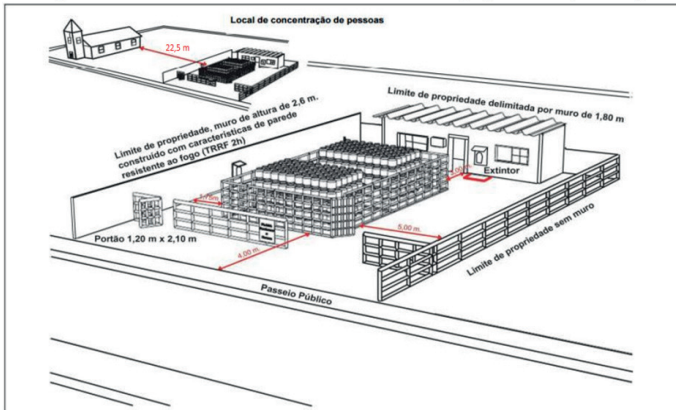 Local de concentração de pessoas
22,5 m
Limite de propriedade delimitada por muro de 1,80 m
Limite de propriedade, muro de altura de 2,6 m.
construído com características de parede
resistente ao fogo (TRRF 2h)
Extintor
5,00 m.
Portão 1,20 m x 2,10 m
4,00 m.
Limite de propriedade sem muro
Passeio Público